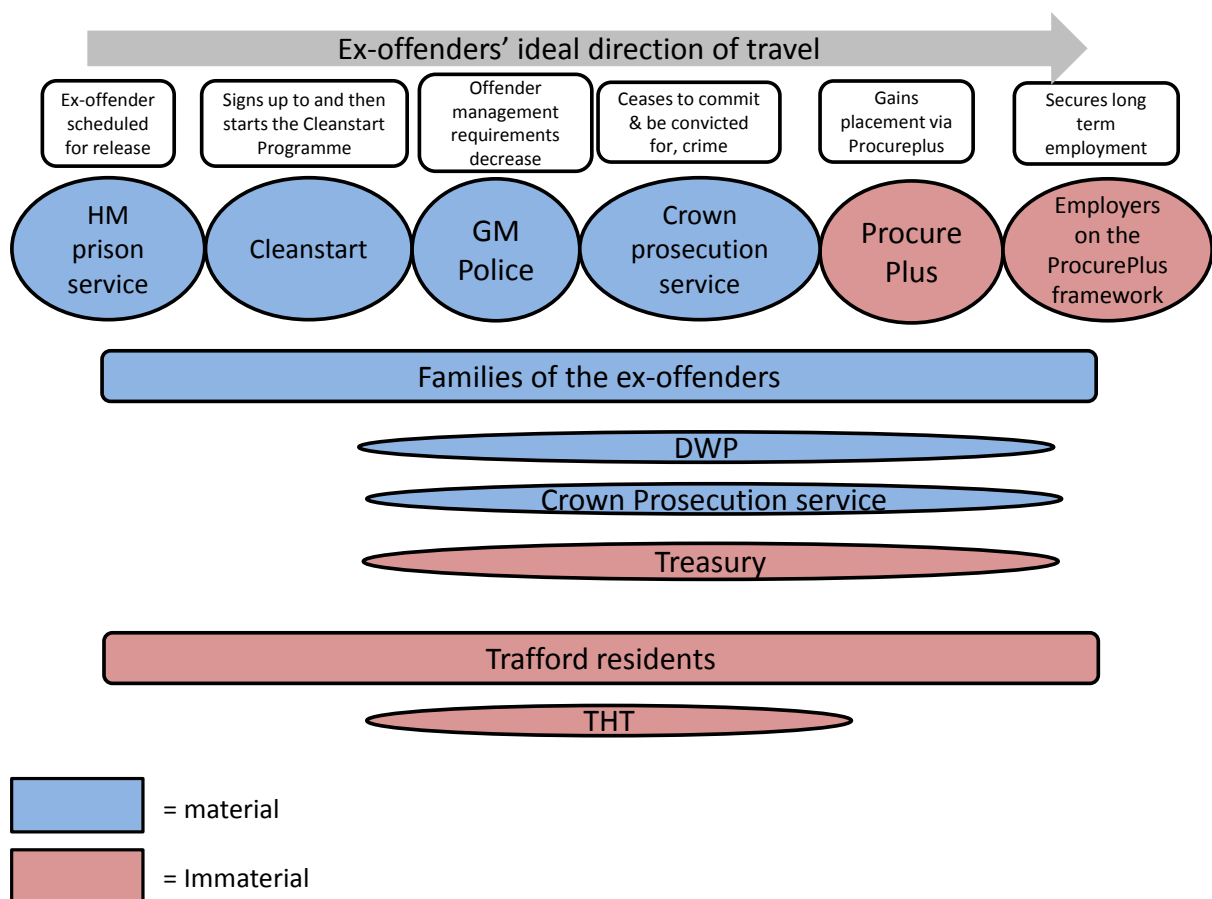 Ex-offenders' ideal direction of travel
Ex-offender
scheduled
for release
Signs up to and then
starts the Cleanstart
Programme
Offender
management
requirements
decrease
Ceases to commit
& be convicted
for, crime
Gains
placement via
Procureplus
Secures long
term
employment
HM
prison
service
Cleanstart
GM
Police
Crown
prosecution
service
Procure
Plus
Employers
on the
ProcurePlus
framework
Families of the ex-offenders
DWP
Crown Prosecution service
Treasury
Trafford residents
THT
= material
= Immaterial